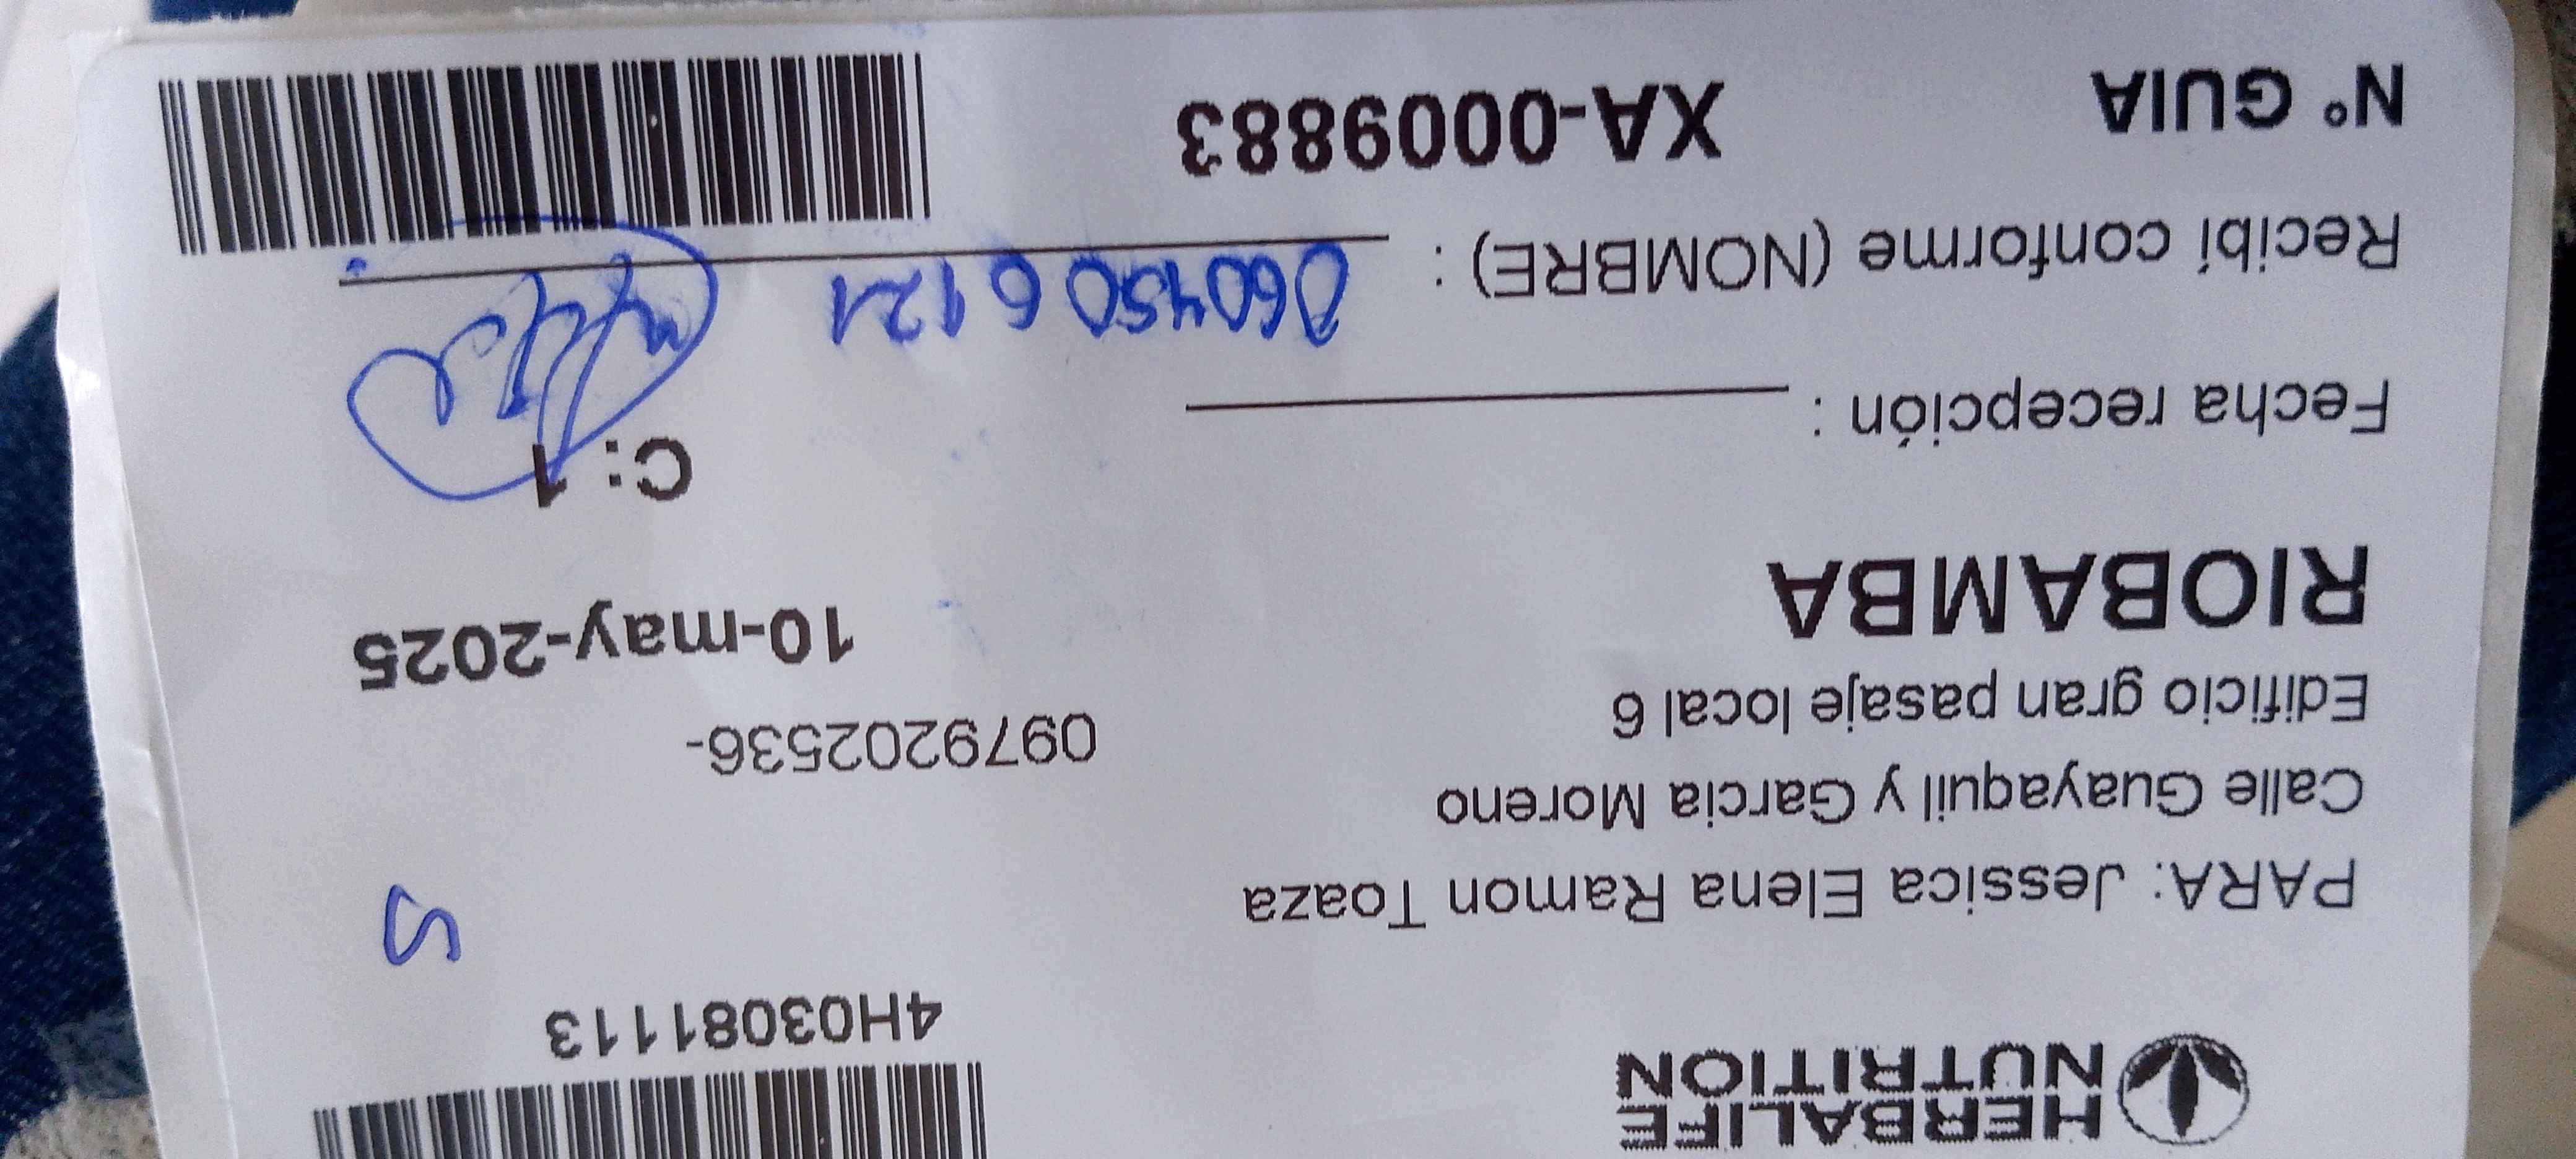 HERBALIFE
NUTRITION
4H03081113
PARA: Jessica Elena Ramon Toaza
Calle Guayaquil y Garcia Moreno
0979202536-
Edificio gran pasaje local 6
RIOBAMBA
10-may-2025
C: 1
Fecha recepción :
Recibí conforme (NOMBRE) : 0604506121
N° GUIA XA-0009883